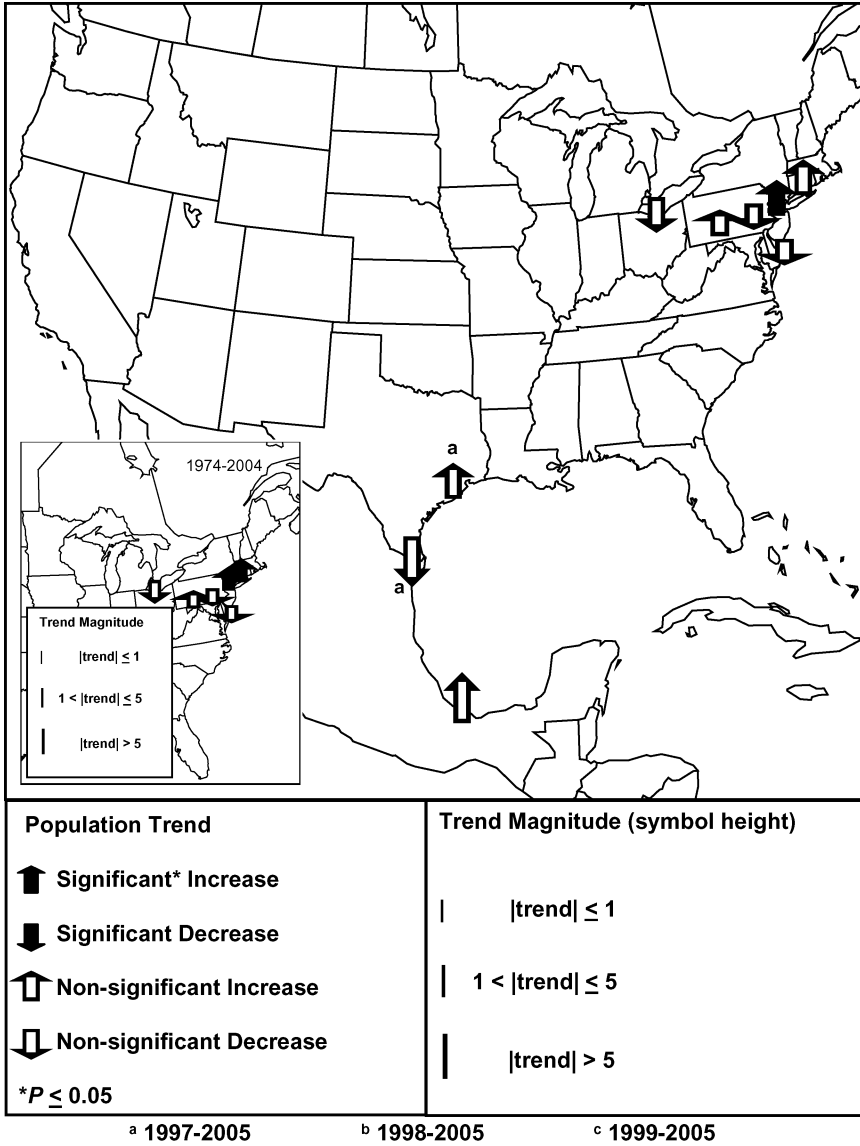 a
a
1974-2004
Trend Magnitude
|trend| ≤ 1
1 < |trend| ≤ 5
|trend| > 5
Population Trend
Significant* Increase
Significant Decrease
Non-significant Increase
Non-significant Decrease
*P ≤ 0.05
Trend Magnitude (symbol height)
|trend| ≤ 1
1 < |trend| ≤ 5
|trend| > 5
a 1997-2005 b 1998-2005 c 1999-2005